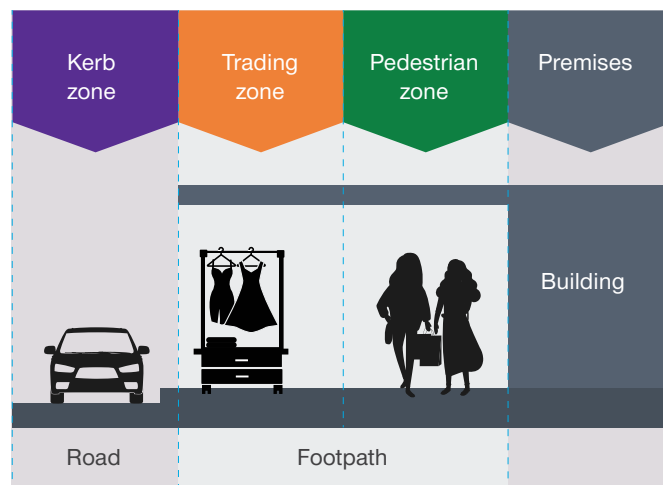 Kerb
zone
Trading
zone
Pedestrian
zone
Premises
Building
Road
Footpath